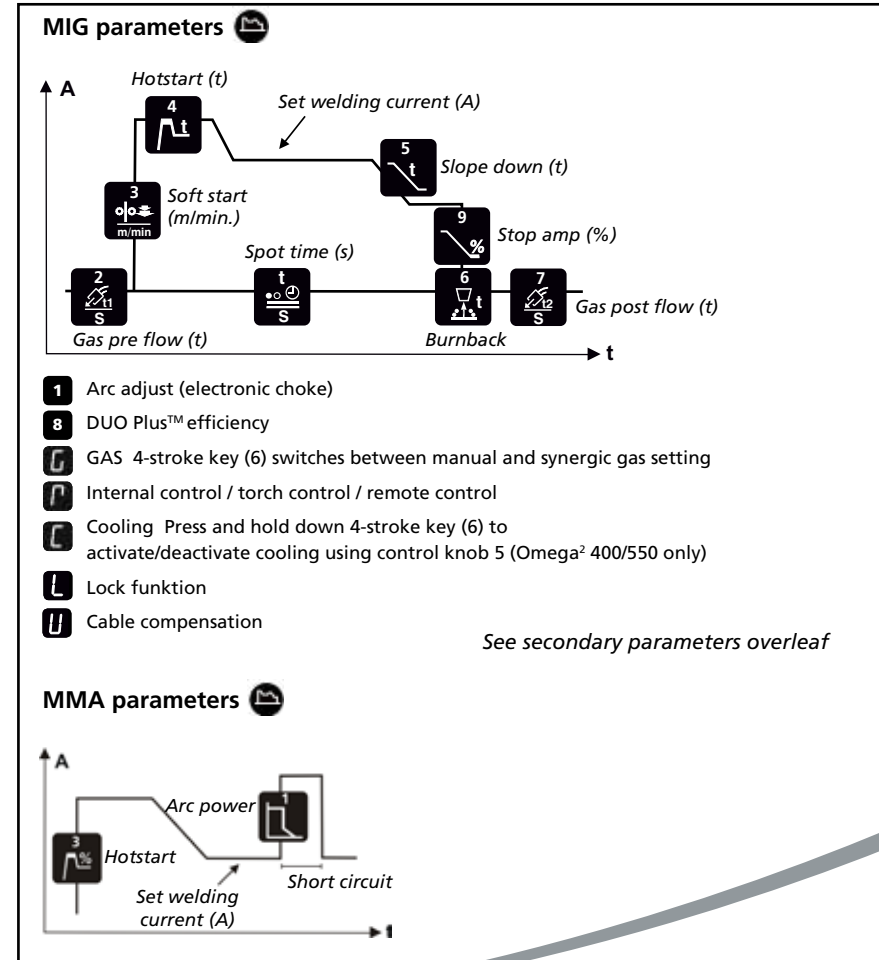 MIG parameters
A
Hotstart (t)
4
t
Set welding current (A)
5
t
Slope down (t)
3
m/min
Soft start
(m/min.)
9
%
Stop amp (%)
Spot time (s)
2
t1
S
t
S
6
t
7
t2
S
Gas post flow (t)
Gas pre flow (t)
Burnback
t
1 Arc adjust (electronic choke)
8 DUO Plus™ efficiency
G GAS 4-stroke key (6) switches between manual and synergic gas setting
Internal control / torch control / remote control
C Cooling Press and hold down 4-stroke key (6) to
activate/deactivate cooling using control knob 5 (Omega² 400/550 only)
L Lock funktion
U Cable compensation
See secondary parameters overleaf
MMA parameters
A
Arc power
1
3
%
Hotstart
Set welding
current (A)
Short circuit
t